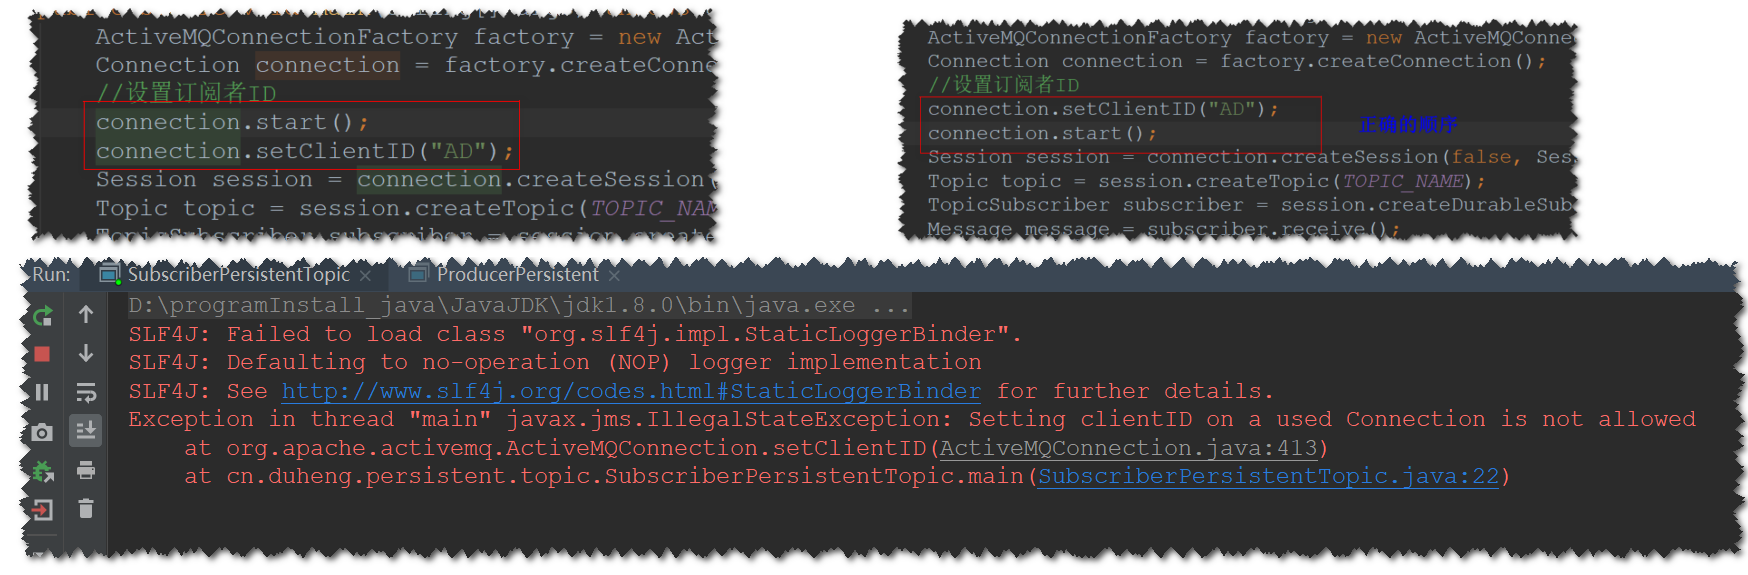 ActiveMQConnectionFactory factory = new Act
Connection connection = factory.createConne
//设置订阅者ID
connection.start();
connection.setClientID("AD");
Session session = connection.createSession(
Topic topic = session.createTopic(TOPIC_NAM
ActiveMQConnectionFactory factory = new ActiveMQConne
Connection connection = factory.createConnection();
//设置订阅者ID
connection.setClientID("AD");
connection.start();
正确的顺序
Session session = connection.createSession(false, Ses
Topic topic = session.createTopic(TOPIC_NAME);
TopicSubscriber subscriber = session.createDurableSub
Message message = subscriber.receive();
Run: SubscriberPersistentTopic × ProducerPersistent ×
D:\programInstall_java\JavaJDK\jdk1.8.0\bin\java.exe ...
SLF4J: Failed to load class "org.slf4j.impl.StaticLoggerBinder".
SLF4J: Defaulting to no-operation (NOP) logger implementation
SLF4J: See http://www.slf4j.org/codes.html#StaticLoggerBinder for further details.
Exception in thread "main" javax.jms.IllegalStateException: Setting clientID on a used Connection is not allowed
at org.apache.activemq.ActiveMQConnection.setClientID(ActiveMQConnection.java:413)
at cn.duheng.persistent.topic.SubscriberPersistentTopic.main(SubscriberPersistentTopic.java:22)